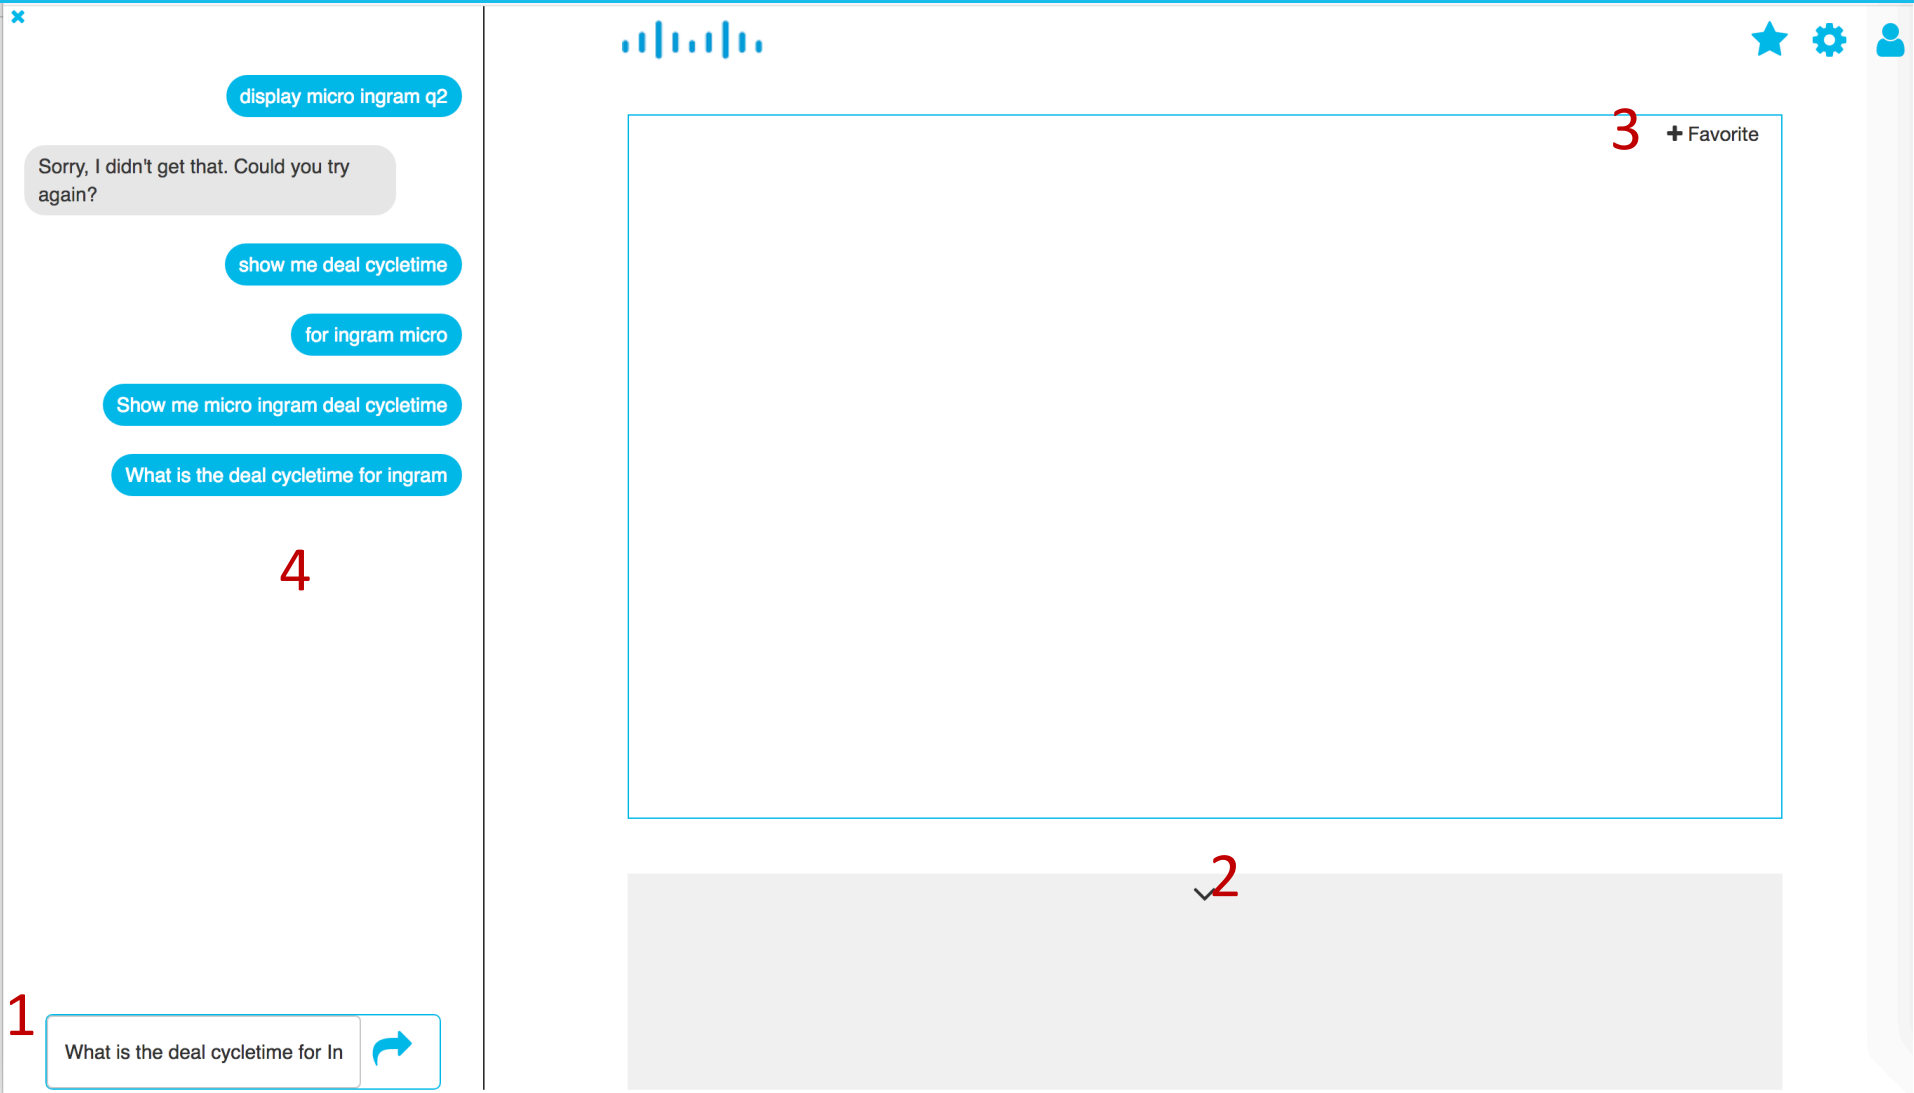 display micro ingram q2
Sorry, I didn't get that. Could you try
again?
show me deal cycletime
for ingram micro
Show me micro ingram deal cycletime
What is the deal cycletime for ingram
4
1
What is the deal cycletime for In
3
Favorite
2